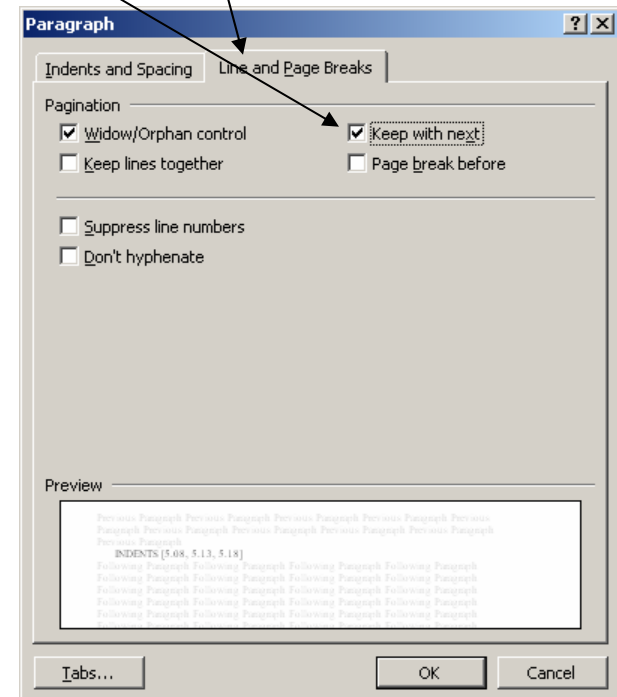 Paragraph
Indents and Spacing Line and Page Breaks
Pagination
Widow/Orphan control Keep with next
Keep lines together Page break before
Suppress line numbers
Don't hyphenate
Preview
Previous Paragraph Previous Paragraph Previous Paragraph Previous Paragraph Previous
Paragraph Previous Paragraph Previous Paragraph Previous Paragraph Previous Paragraph
Previous Paragraph
INDENTS [5.08, 5.13, 5.18]
Following Paragraph Following Paragraph Following Paragraph Following Paragraph
Following Paragraph Following Paragraph Following Paragraph Following Paragraph
Following Paragraph Following Paragraph Following Paragraph Following Paragraph
Following Paragraph Following Paragraph Following Paragraph Following Paragraph
Following Paragraph Following Paragraph Following Paragraph Following Paragraph
Tabs... OK Cancel